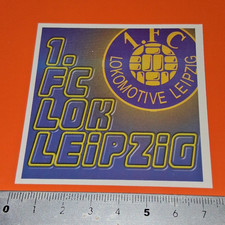 1.
FC
LOK
LEiPZiG
1.FC
LOKOMOTIVE LEIPZIG
0 1 2 3 4 5 6 7